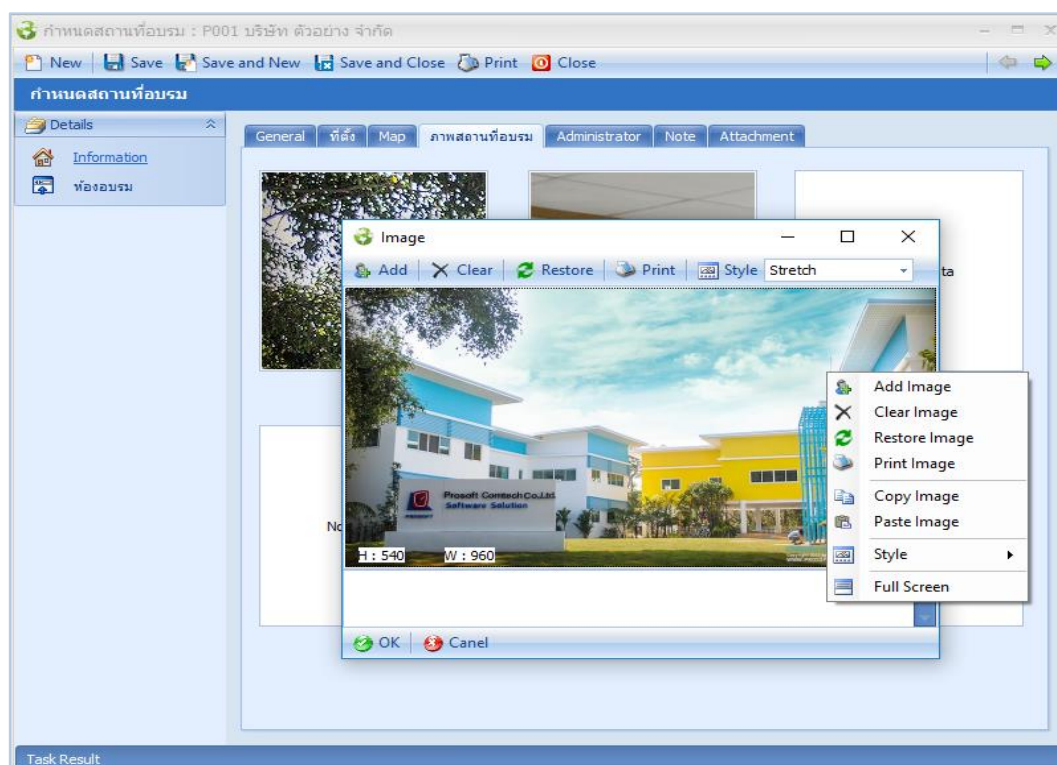 กำหนดสถานที่อบรม : P001 บริษัท ตัวอย่าง จำกัด
New Save Save and New Save and Close Print Close
กำหนดสถานที่อบรม
Details
Information
ห้องอบรม
General ที่ตั้ง Map ภาพสถานที่อบรม Administrator Note Attachment
Image
Add Clear Restore Print Style Stretch
ta
Prosoft Comtech Co.,Ltd.
Software Solution
PROSOFT
H : 540 W : 960
No
Add Image
Clear Image
Restore Image
Print Image
Copy Image
Paste Image
Style
Full Screen
OK Canel
Task Result